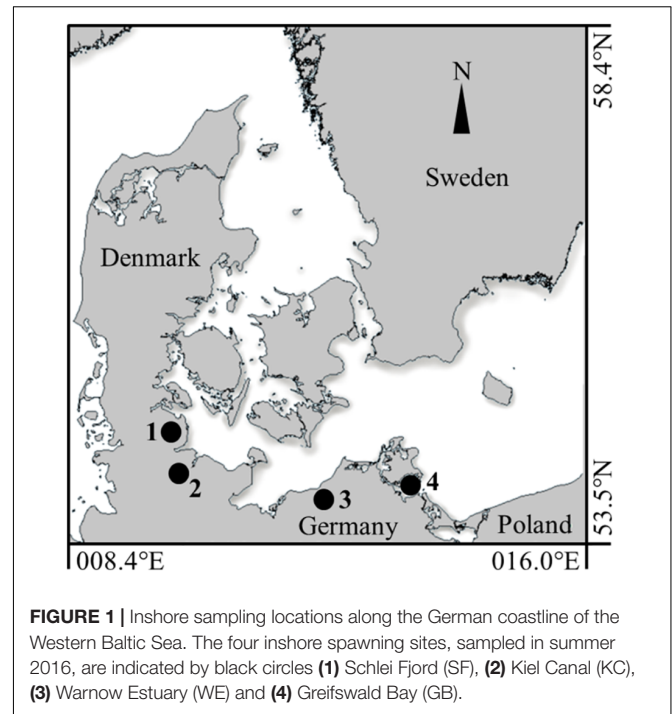 58.4°N
N
Sweden
Denmark
1
2
3
4
Germany
Poland
53.5°N
008.4°E
016.0°E
FIGURE 1 | Inshore sampling locations along the German coastline of the
Western Baltic Sea. The four inshore spawning sites, sampled in summer
2016, are indicated by black circles (1) Schlei Fjord (SF), (2) Kiel Canal (KC),
(3) Warnow Estuary (WE) and (4) Greifswald Bay (GB).